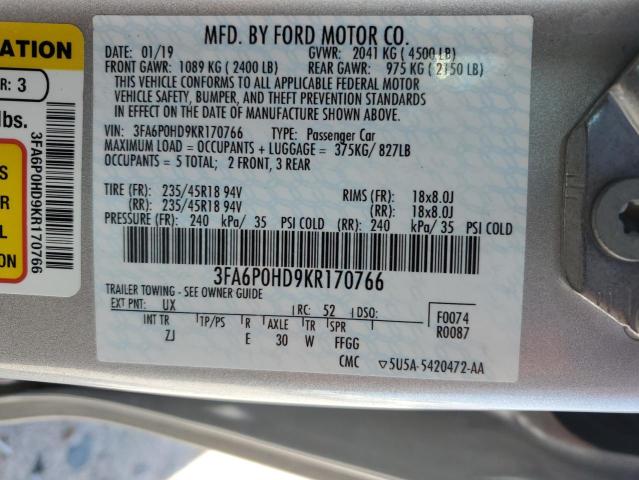 MFD. BY FORD MOTOR CO.
DATE: 01/19 GVWR: 2041 KG ( 4500 LB)
FRONT GAWR: 1089 KG ( 2400 LB) REAR GAWR: 975 KG ( 2150 LB)
THIS VEHICLE CONFORMS TO ALL APPLICABLE FEDERAL MOTOR
VEHICLE SAFETY, BUMPER, AND THEFT PREVENTION STANDARDS
IN EFFECT ON THE DATE OF MANUFACTURE SHOWN ABOVE.
VIN: 3FA6P0HD9KR170766 TYPE: Passenger Car
MAXIMUM LOAD = OCCUPANTS + LUGGAGE = 375KG/ 827LB
OCCUPANTS = 5 TOTAL; 2 FRONT, 3 REAR
TIRE (FR): 235/45R18 94V RIMS (FR): 18x8.0J
(RR): 235/45R18 94V (RR): 18x8.0J
PRESSURE (FR): 240 kPa/ 35 PSI COLD (RR): 240 kPa/ 35 PSI COLD
3FA6P0HD9KR170766
TRAILER TOWING - SEE OWNER GUIDE
EXT PNT: UX RC: 52 DSO: F0074
INT TR TP/PS R AXLE TR SPR R0087
ZJ E 30 W FFGG
CMC ▽5U5A-5420472-AA
ATION
R: 3
lbs.
3FA6P0HD9KR170766
S
R
L
N